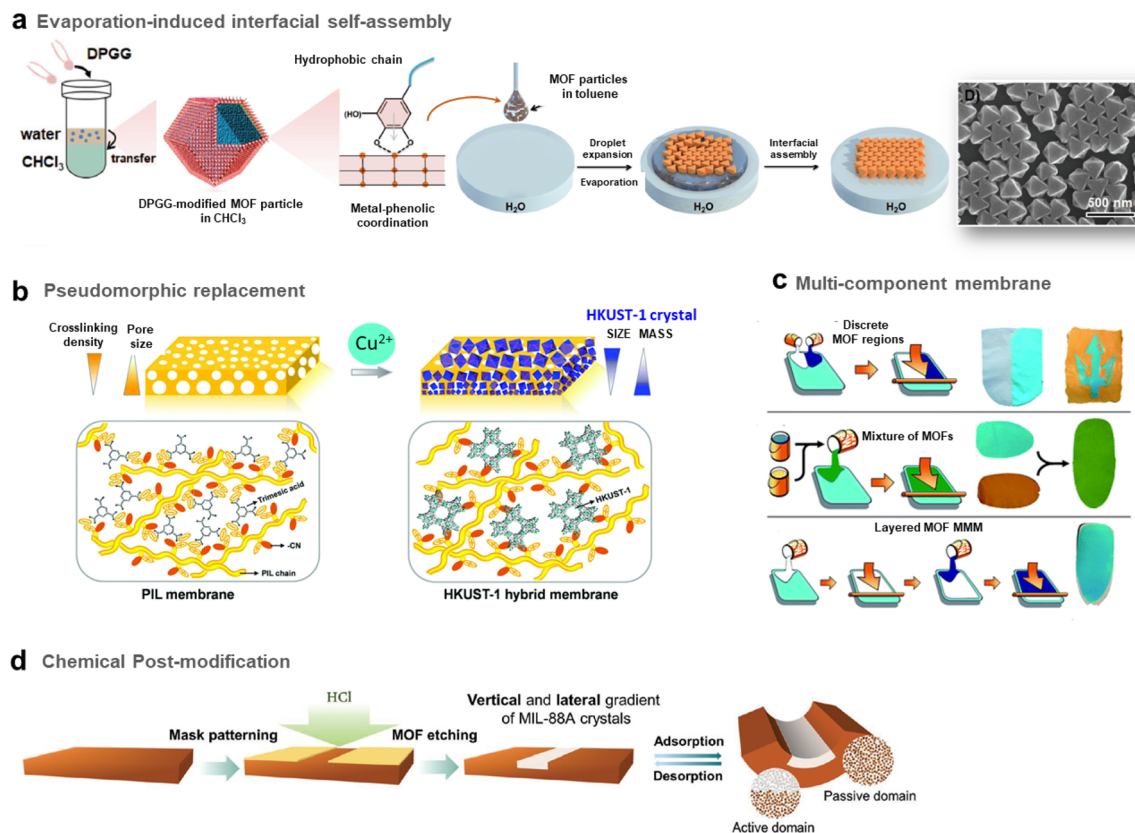 a Evaporation-induced interfacial self-assembly
DPGG
water
CHCl₃
transfer
DPGG-modified MOF particle
in CHCl₃
Hydrophobic chain
(HO)
O
O
Metal-phenolic
coordination
MOF particles
in toluene
H₂O
Droplet
expansion
Evaporation
H₂O
Interfacial
assembly
H₂O
D)
500 nm
b Pseudomorphic replacement
Crosslinking
density
Pore
size
Cu²⁺
HKUST-1 crystal
SIZE MASS
Trimesic acid
-CN
PIL chain
PIL membrane
HKUST-1
HKUST-1 hybrid membrane
c Multi-component membrane
Discrete
MOF regions
Mixture of MOFs
Layered MOF MMM
d Chemical Post-modification
Mask patterning
HCl
MOF etching
Vertical and lateral gradient
of MIL-88A crystals
Adsorption
Desorption
Passive domain
Active domain